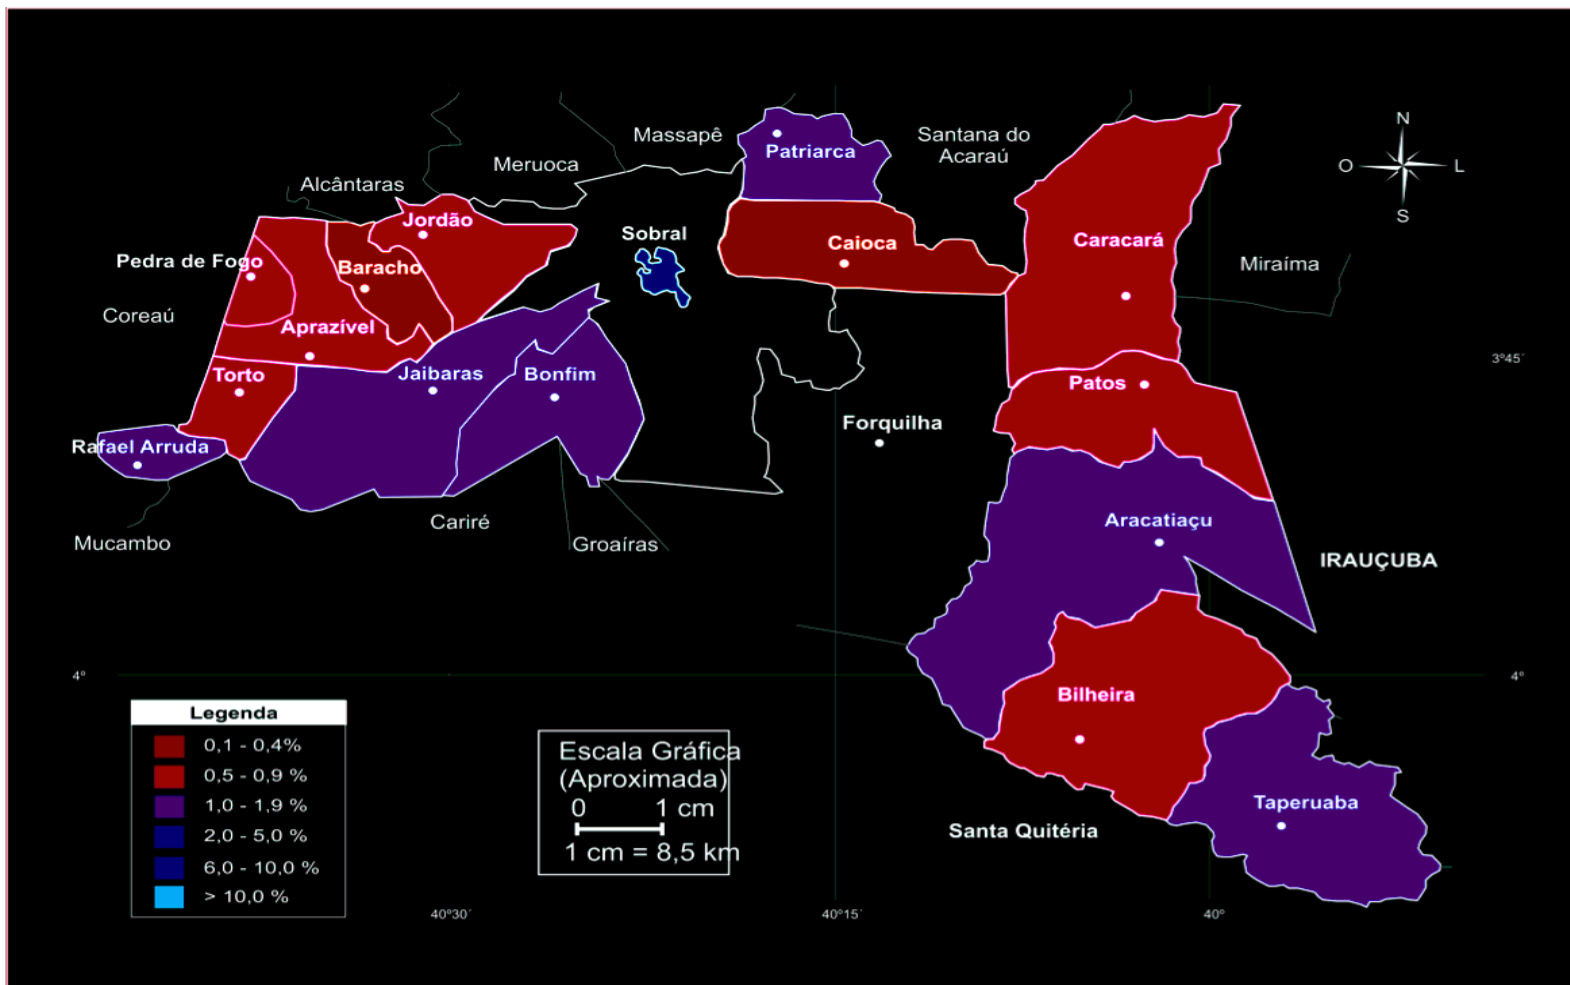 N
O
L
S
Patriarca
Massapê
Santana do
Acaraú
Meruoca
Alcântaras
Jordão
Sobral
Caioca
Caracará
Pedra de Fogo
Baracho
Miraíma
Coreaú
Aprazível
3°45´
Torto
Jaibaras
Bonfim
Patos
Forquilha
Rafael Arruda
Cariré
Aracatiaçu
Mucambo
Groaíras
IRAUÇUBA
4°
4°
Bilheira
Legenda
0,1 - 0,4%
0,5 - 0,9 %
1,0 - 1,9 %
2,0 - 5,0 %
6,0 - 10,0 %
> 10,0 %
Escala Gráfica
(Aproximada)
0 1 cm
1 cm = 8,5 km
Taperuaba
Santa Quitéria
40°30´
40°15´
40°